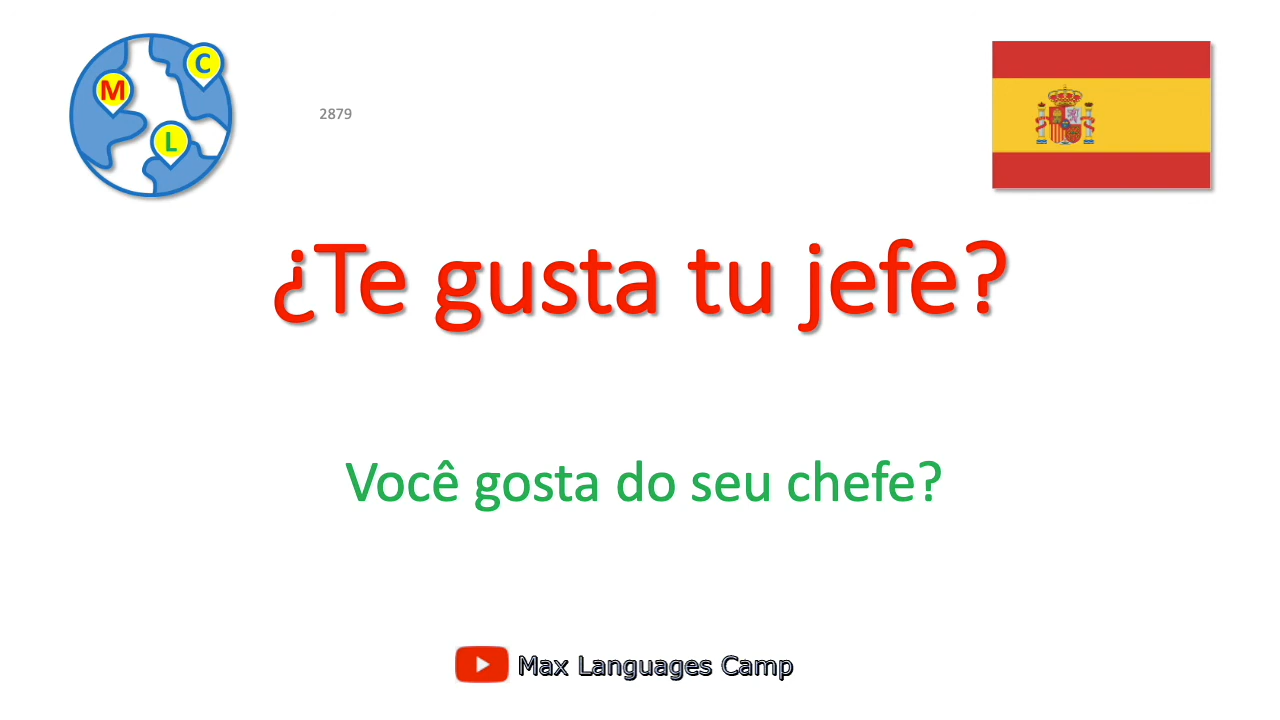 M
C
L
2879
¿Te gusta tu jefe?
Você gosta do seu chefe?
Max Languages Camp